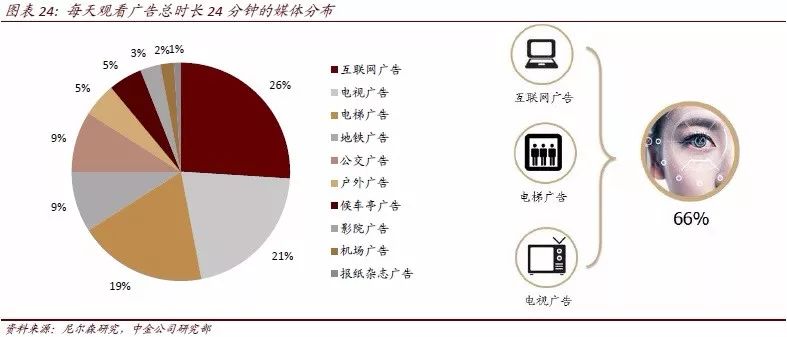 图表 24：每天观看广告总时长 24 分钟的媒体分布
2%
1%
3%
5%
5%
9%
9%
19%
21%
26%
互联网广告
电视广告
电梯广告
地铁广告
公交广告
户外广告
候车亭广告
影院广告
机场广告
报纸杂志广告
互联网广告
电梯广告
电视广告
66%
资料来源：尼尔森研究，中金公司研究部